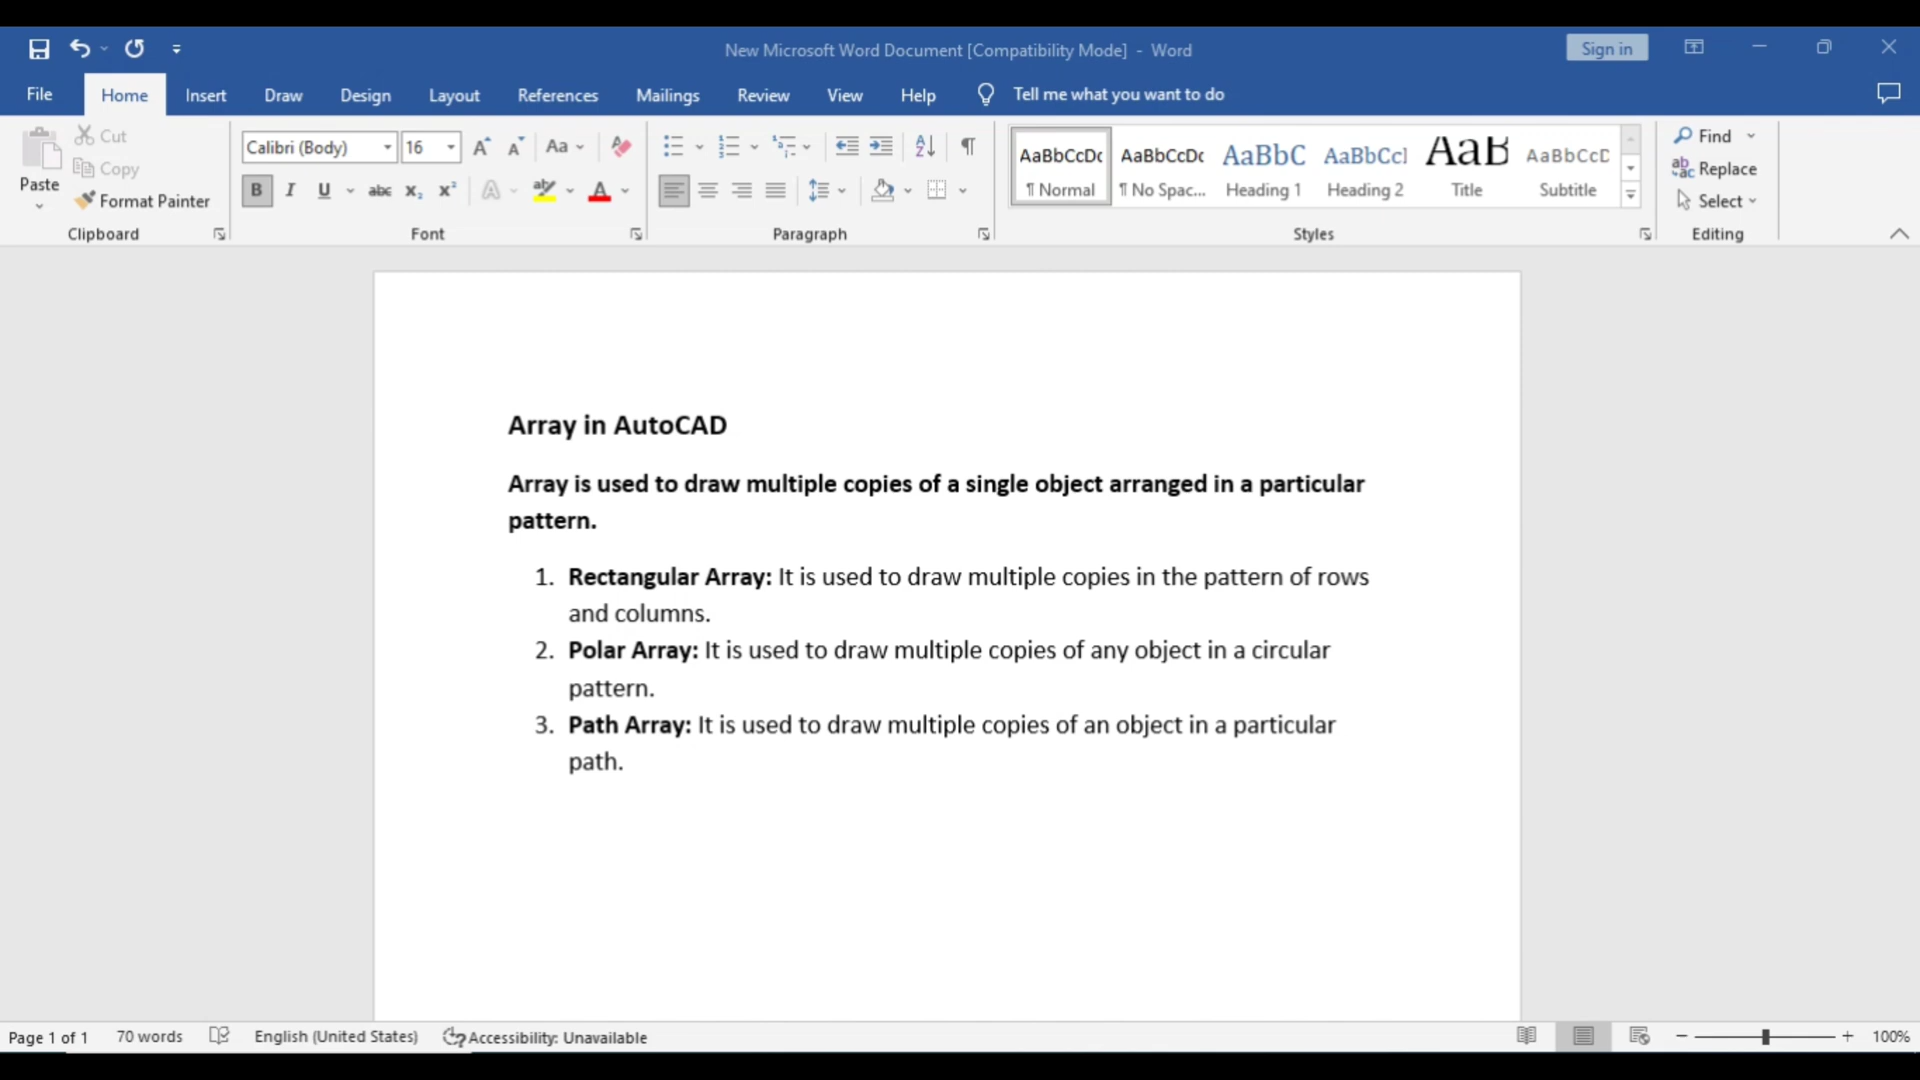 New Microsoft Word Document [Compatibility Mode] - Word
Sign in
File Home Insert Draw Design Layout References Mailings Review View Help Tell me what you want to do
Paste
Cut
Copy
Format Painter
Clipboard
Calibri (Body) 16
Font
Paragraph
AaBbCcDc AaBbCcDc AaBbC AaBbCcl AaB AaBbCcD
¶ Normal ¶ No Spac... Heading 1 Heading 2 Title Subtitle
Styles
Find
Replace
Select
Editing
Array in AutoCAD
Array is used to draw multiple copies of a single object arranged in a particular
pattern.
1. Rectangular Array: It is used to draw multiple copies in the pattern of rows
and columns.
2. Polar Array: It is used to draw multiple copies of any object in a circular
pattern.
3. Path Array: It is used to draw multiple copies of an object in a particular
path.
Page 1 of 1 70 words English (United States) Accessibility: Unavailable 100%